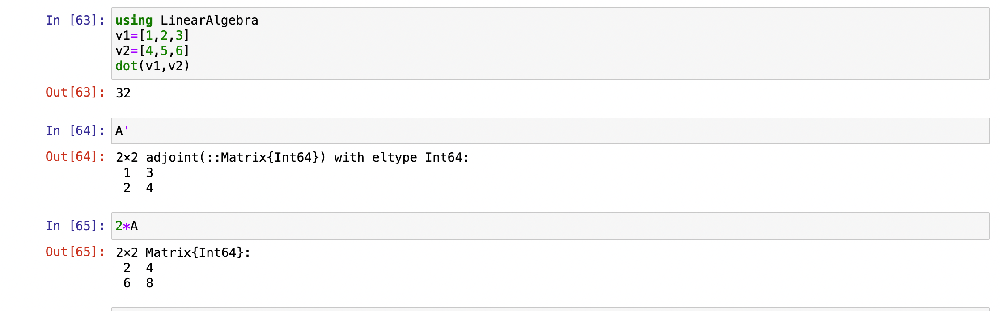 In [63]: using LinearAlgebra
v1=[1,2,3]
v2=[4,5,6]
dot(v1,v2)
Out[63]: 32
In [64]: A'
Out[64]: 2×2 adjoint(::Matrix{Int64}) with eltype Int64:
1  3
2  4
In [65]: 2*A
Out[65]: 2×2 Matrix{Int64}:
2  4
6  8